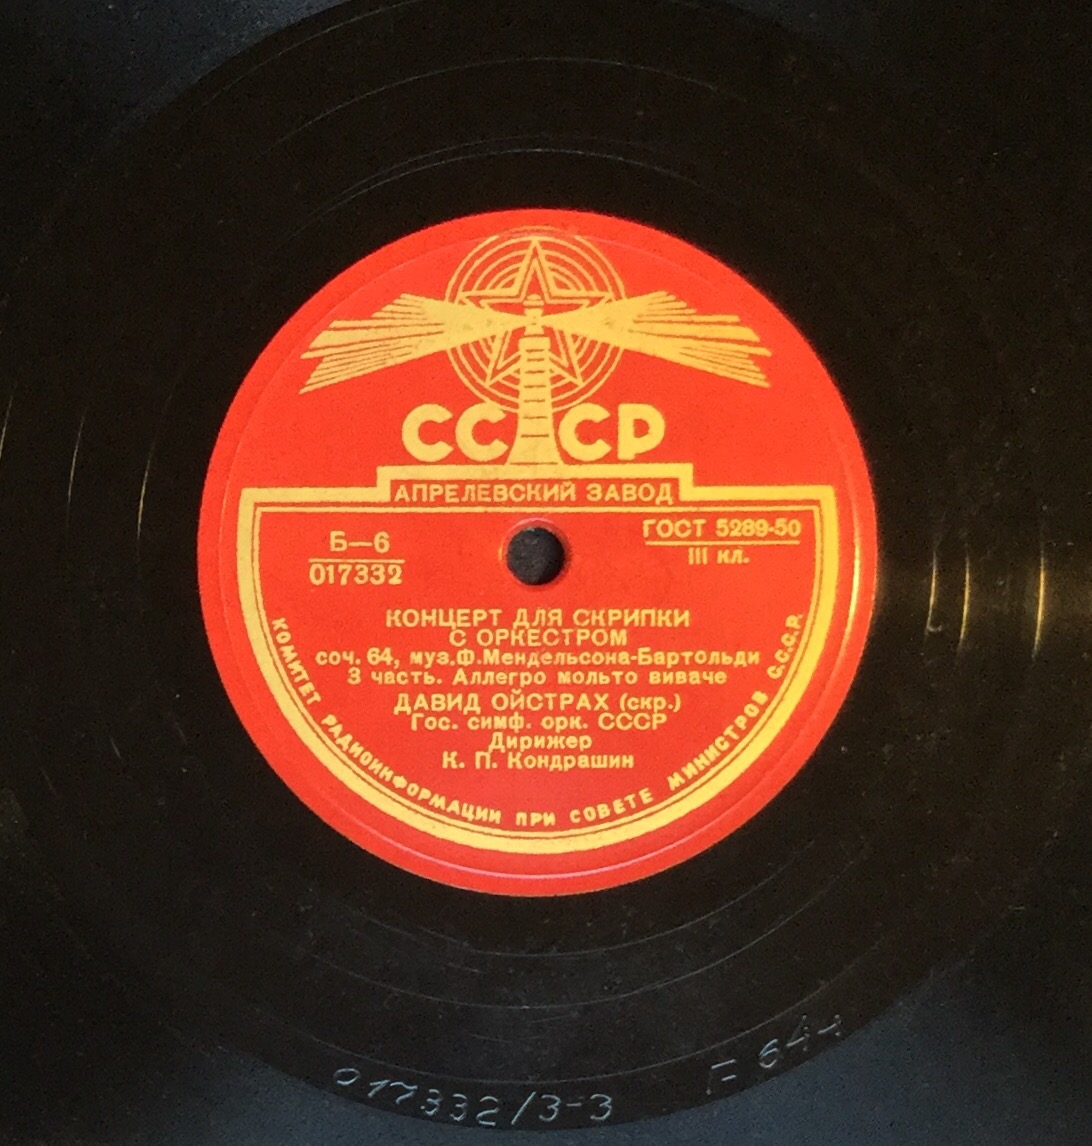 СССР
АПРЕЛЕВСКИЙ ЗАВОД
Б—6
017332
ГОСТ 5289-50
III кл.
КОНЦЕРТ ДЛЯ СКРИПКИ
С ОРКЕСТРОМ
соч. 64, муз.Ф.Мендельсона-Бартольди
3 часть. Аллегро мольто виваче
ДАВИД ОЙСТРАХ (скр.)
Гос. симф. орк. СССР
Дирижер
К. П. Кондрашин
КОМИТЕТ РАДИОИНФОРМАЦИИ ПРИ СОВЕТЕ МИНИСТРОВ С.С.С.Р.
017332/3-3